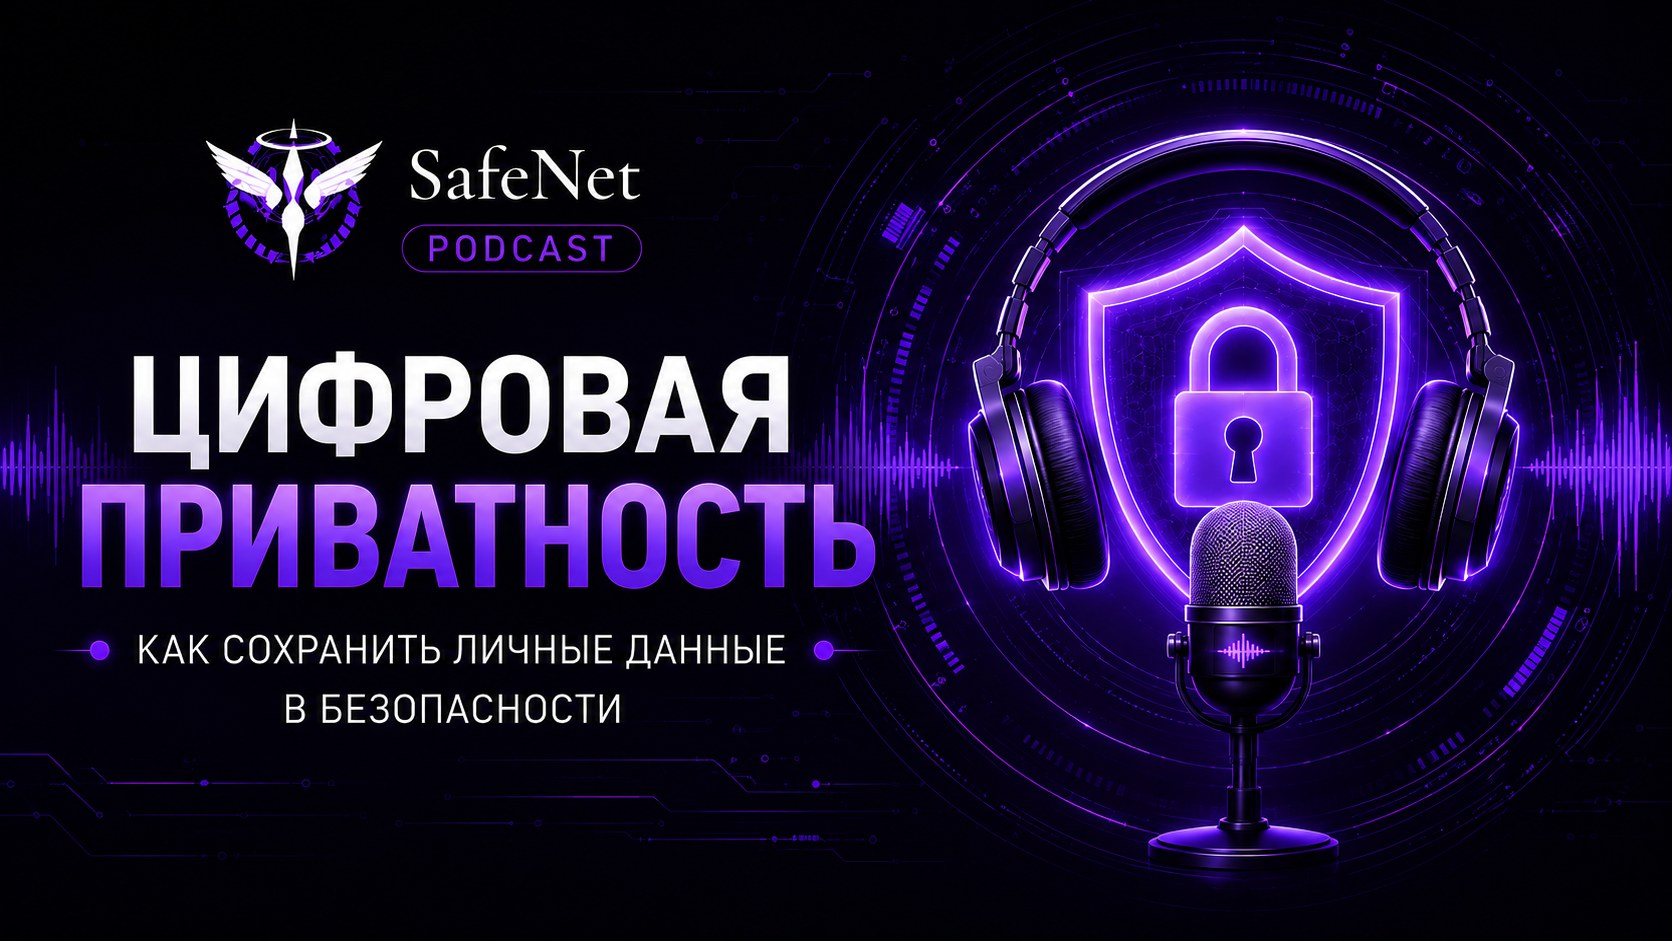 SafeNet
PODCAST
ЦИФРОВАЯ
ПРИВАТНОСТЬ
КАК СОХРАНИТЬ ЛИЧНЫЕ ДАННЫЕ
В БЕЗОПАСНОСТИ